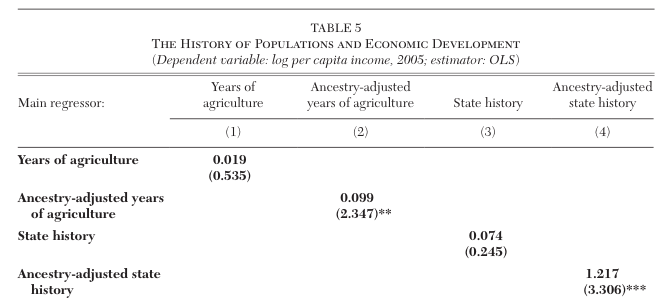 TABLE 5
The History of Populations and Economic Development
(Dependent variable: log per capita income, 2005; estimator: OLS)
Main regressor: Years of agriculture Ancestry-adjusted years of agriculture State history Ancestry-adjusted state history
(1) (2) (3) (4)
Years of agriculture 0.019
(0.535)
Ancestry-adjusted years of agriculture 0.099
(2.347)**
State history 0.074
(0.245)
Ancestry-adjusted state history 1.217
(3.306)***